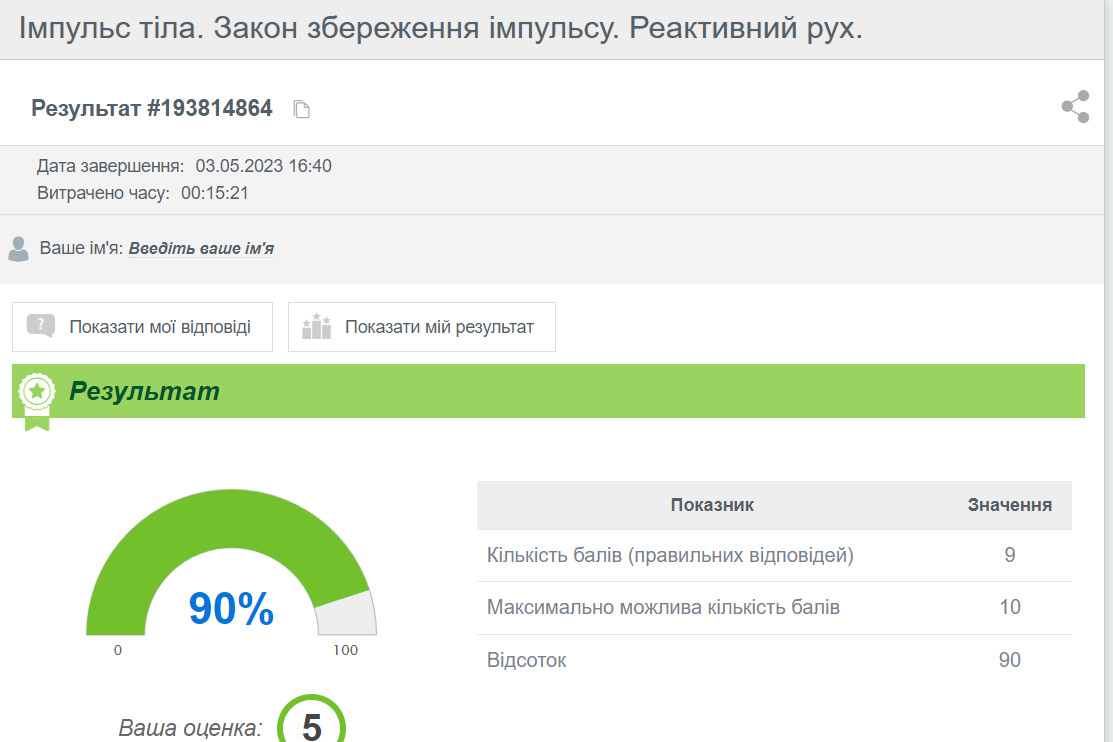 Імпульс тіла. Закон збереження імпульсу. Реактивний рух.
Результат #193814864
Дата завершення: 03.05.2023 16:40
Витрачено часу: 00:15:21
Ваше ім'я: Введіть ваше ім'я
Показати мої відповіді
Показати мій результат
Результат
90%
0
100
Показник Значення
Кількість балів (правильних відповідей) 9
Максимально можлива кількість балів 10
Відсоток 90
Ваша оценка: 5